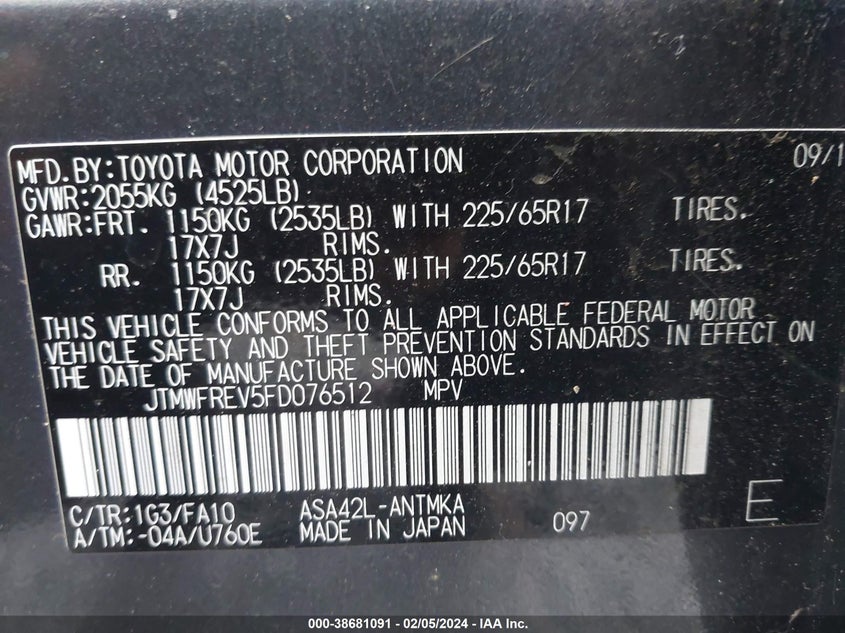 MFD.BY:TOYOTA MOTOR CORPORATION 09/1
GVWR:2055KG (4525LB)
GAWR:FRT. 1150KG (2535LB) WITH 225/65R17 TIRES.
17X7J RIMS.
RR. 1150KG (2535LB) WITH 225/65R17 TIRES.
17X7J RIMS.
THIS VEHICLE CONFORMS TO ALL APPLICABLE FEDERAL MOTOR
VEHICLE SAFETY AND THEFT PREVENTION STANDARDS IN EFFECT ON
THE DATE OF MANUFACTURE SHOWN ABOVE.
JTMWFREV5FD076512 MPV
C/TR:1G3/FA10 ASA42L-ANTMKA
A/TM:-04A/U760E MADE IN JAPAN 097 E
000-38681091 - 02/05/2024 - IAA Inc.